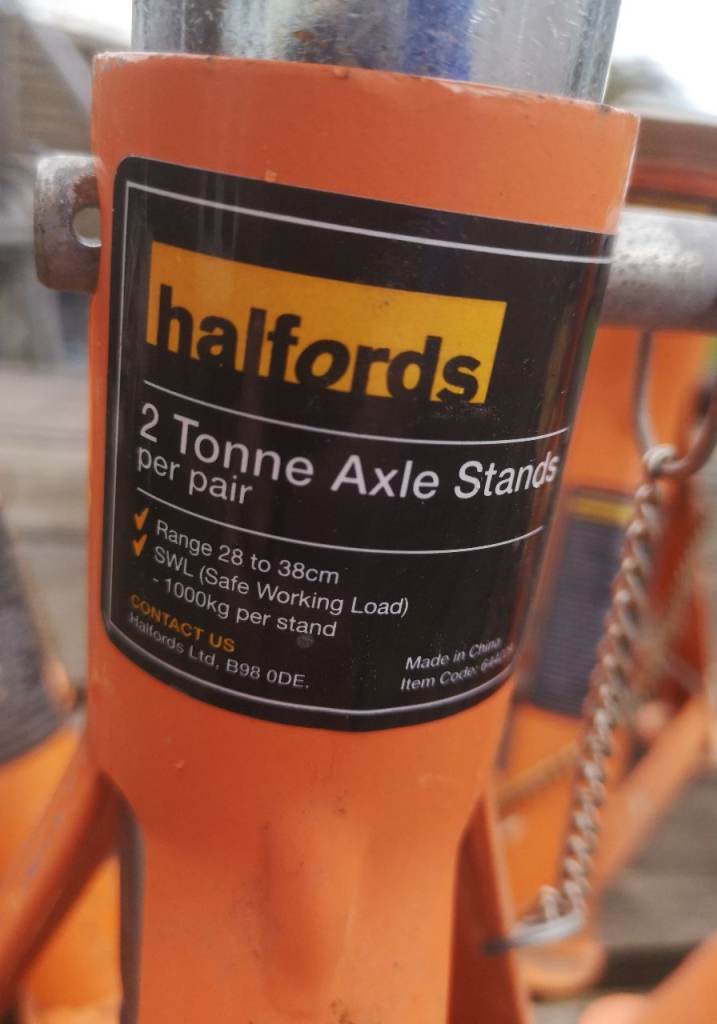 halfords
2 Tonne Axle Stands
per pair
Range 28 to 38cm
SWL (Safe Working Load)
- 1000kg per stand
CONTACT US
Halfords Ltd, B98 0DE.
Made in China
Item Code: